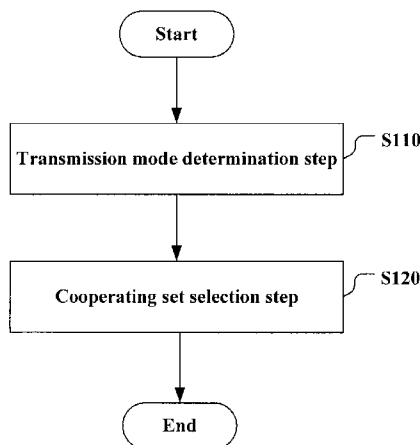 Start
Transmission mode determination step
S110
Cooperating set selection step
S120
End